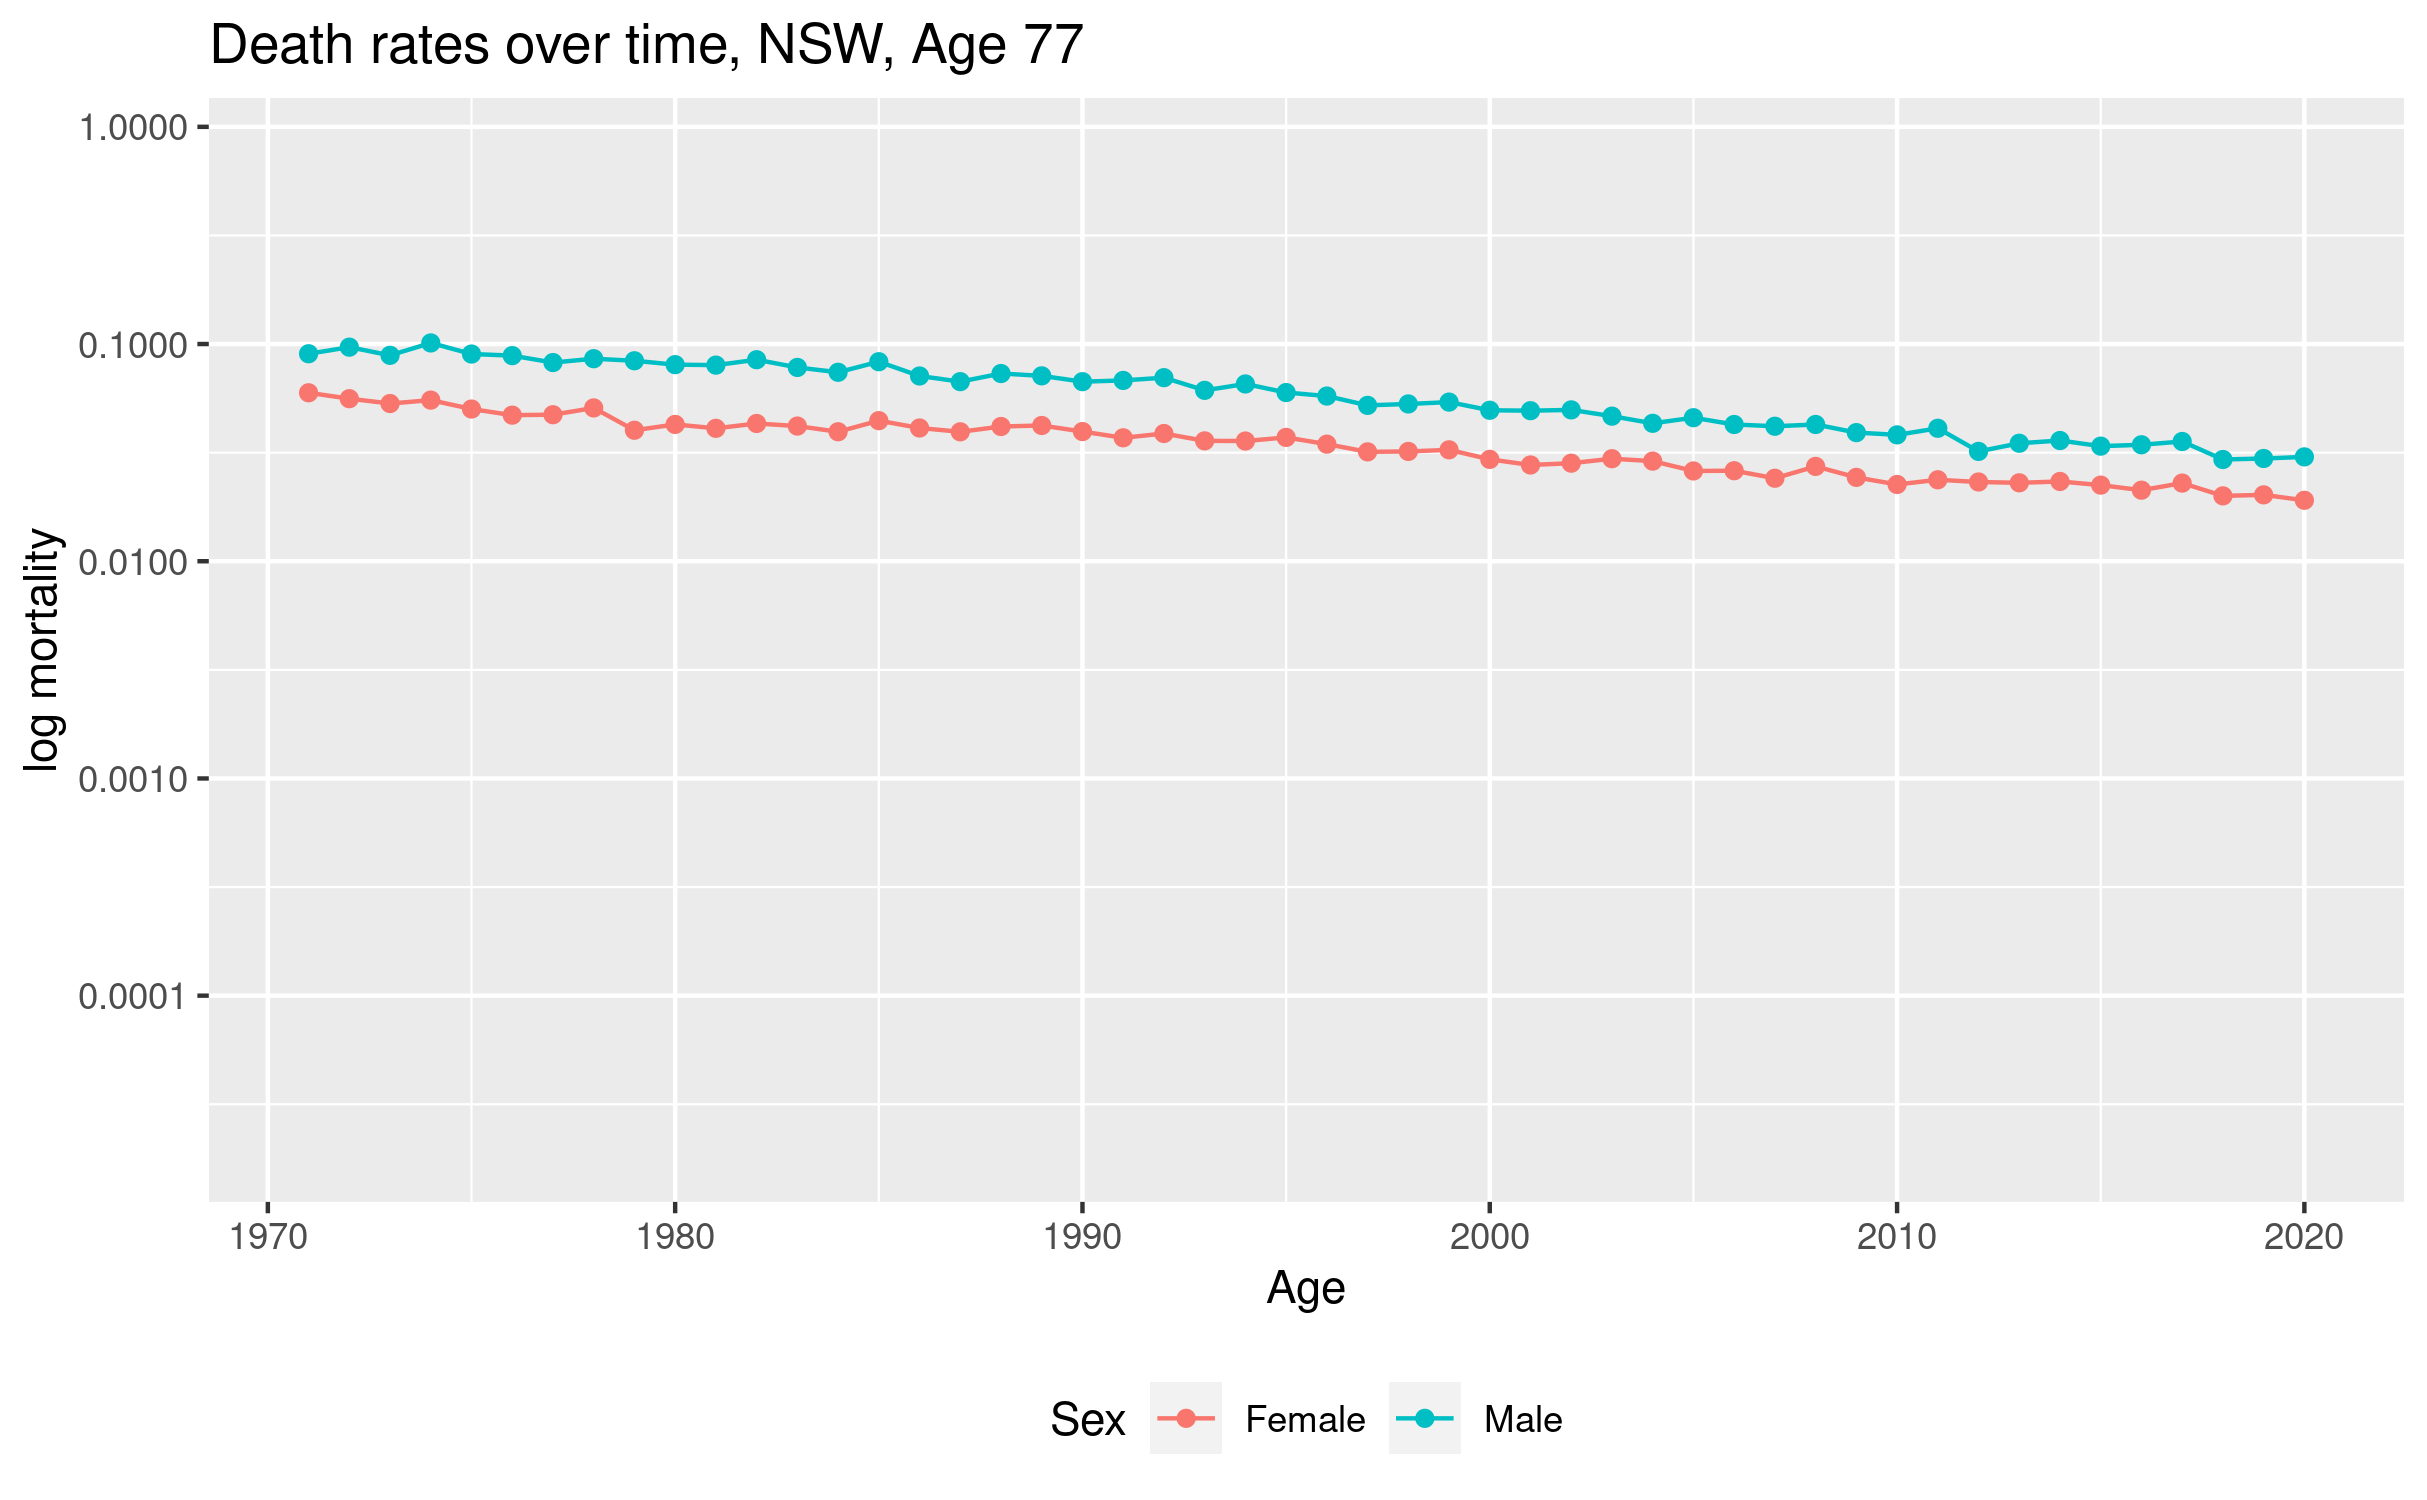 Death rates over time, NSW, Age 77
1.0000
0.1000
0.0100
0.0010
0.0001
log mortality
1970 1980 1990 2000 2010 2020
Age
Sex Female Male